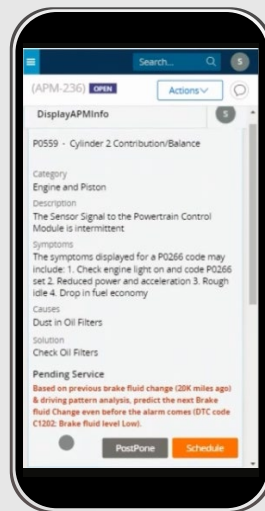 Search...
S
(APM-236) OPEN
Actions
DisplayAPMInfo
S
P0559 - Cylinder 2 Contribution/Balance
Category
Engine and Piston
Description
The Sensor Signal to the Powertrain Control
Module is intermittent
Symptoms
The symptoms displayed for a P0266 code may
include: 1. Check engine light on and code P0266
set 2. Reduced power and acceleration 3. Rough
idle 4. Drop in fuel economy
Causes
Dust in Oil Filters
Solution
Check Oil Filters
Pending Service
Based on previous brake fluid change (20K miles ago)
& driving pattern analysis, predict the next Brake
fluid Change even before the alarm comes (DTC code
C1202: Brake fluid level Low).
PostPone
Schedule